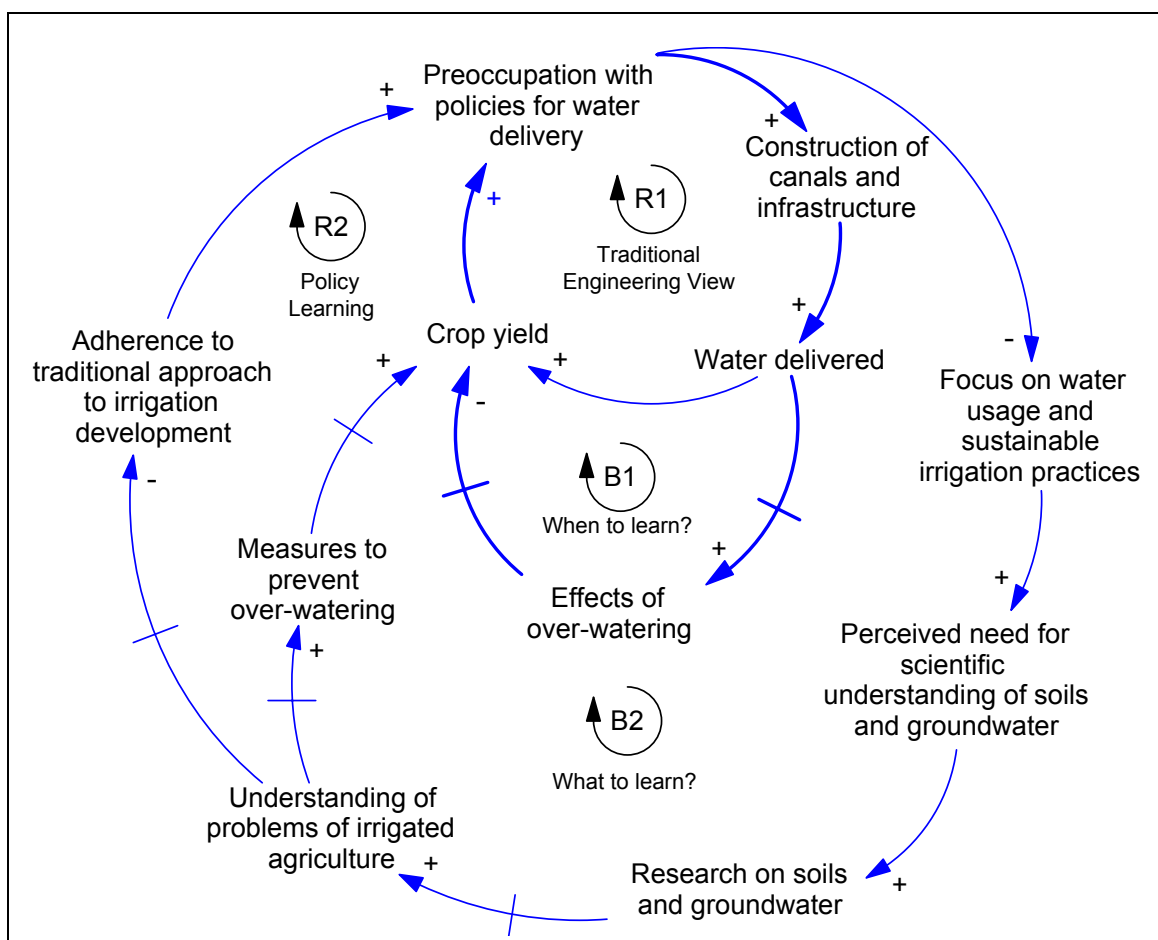 Preoccupation with
policies for water
delivery
+
+
Construction of
canals and
infrastructure
+
R1
Traditional
Engineering View
R2
Policy
Learning
+
Crop yield
+
Water delivered
+
-
Adherence to
traditional approach
to irrigation
development
-
+
-
Focus on water
usage and
sustainable
irrigation practices
B1
When to learn?
Measures to
prevent
over-watering
+
+
Effects of
over-watering
+
Perceived need for
scientific
understanding of soils
and groundwater
B2
What to learn?
Understanding of
problems of irrigated
agriculture
+
Research on soils
and groundwater
+